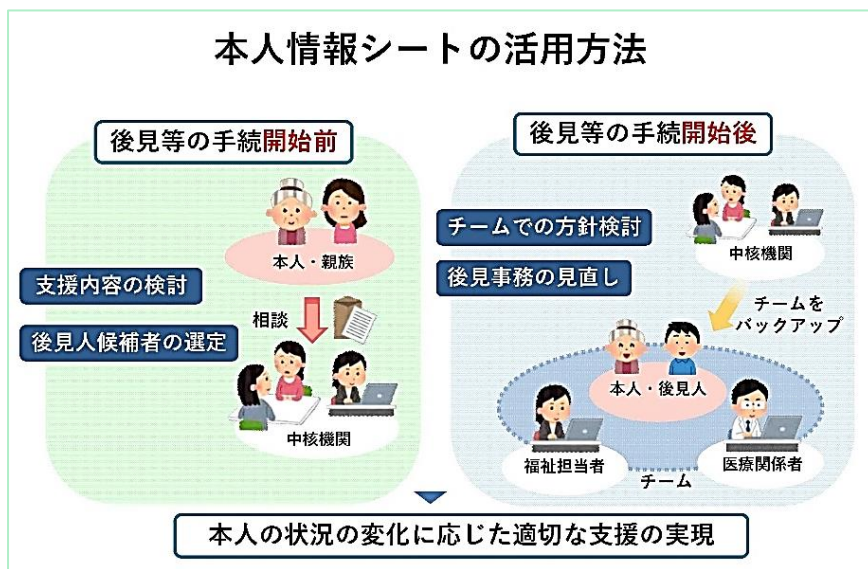 本人情報シートの活用方法
後見等の手続開始前
本人・親族
支援内容の検討
相談
後見人候補者の選定
中核機関
後見等の手続開始後
チームでの方針検討
中核機関
後見事務の見直し
チームを
バックアップ
本人・後見人
福祉担当者
医療関係者
チーム
本人の状況の変化に応じた適切な支援の実現